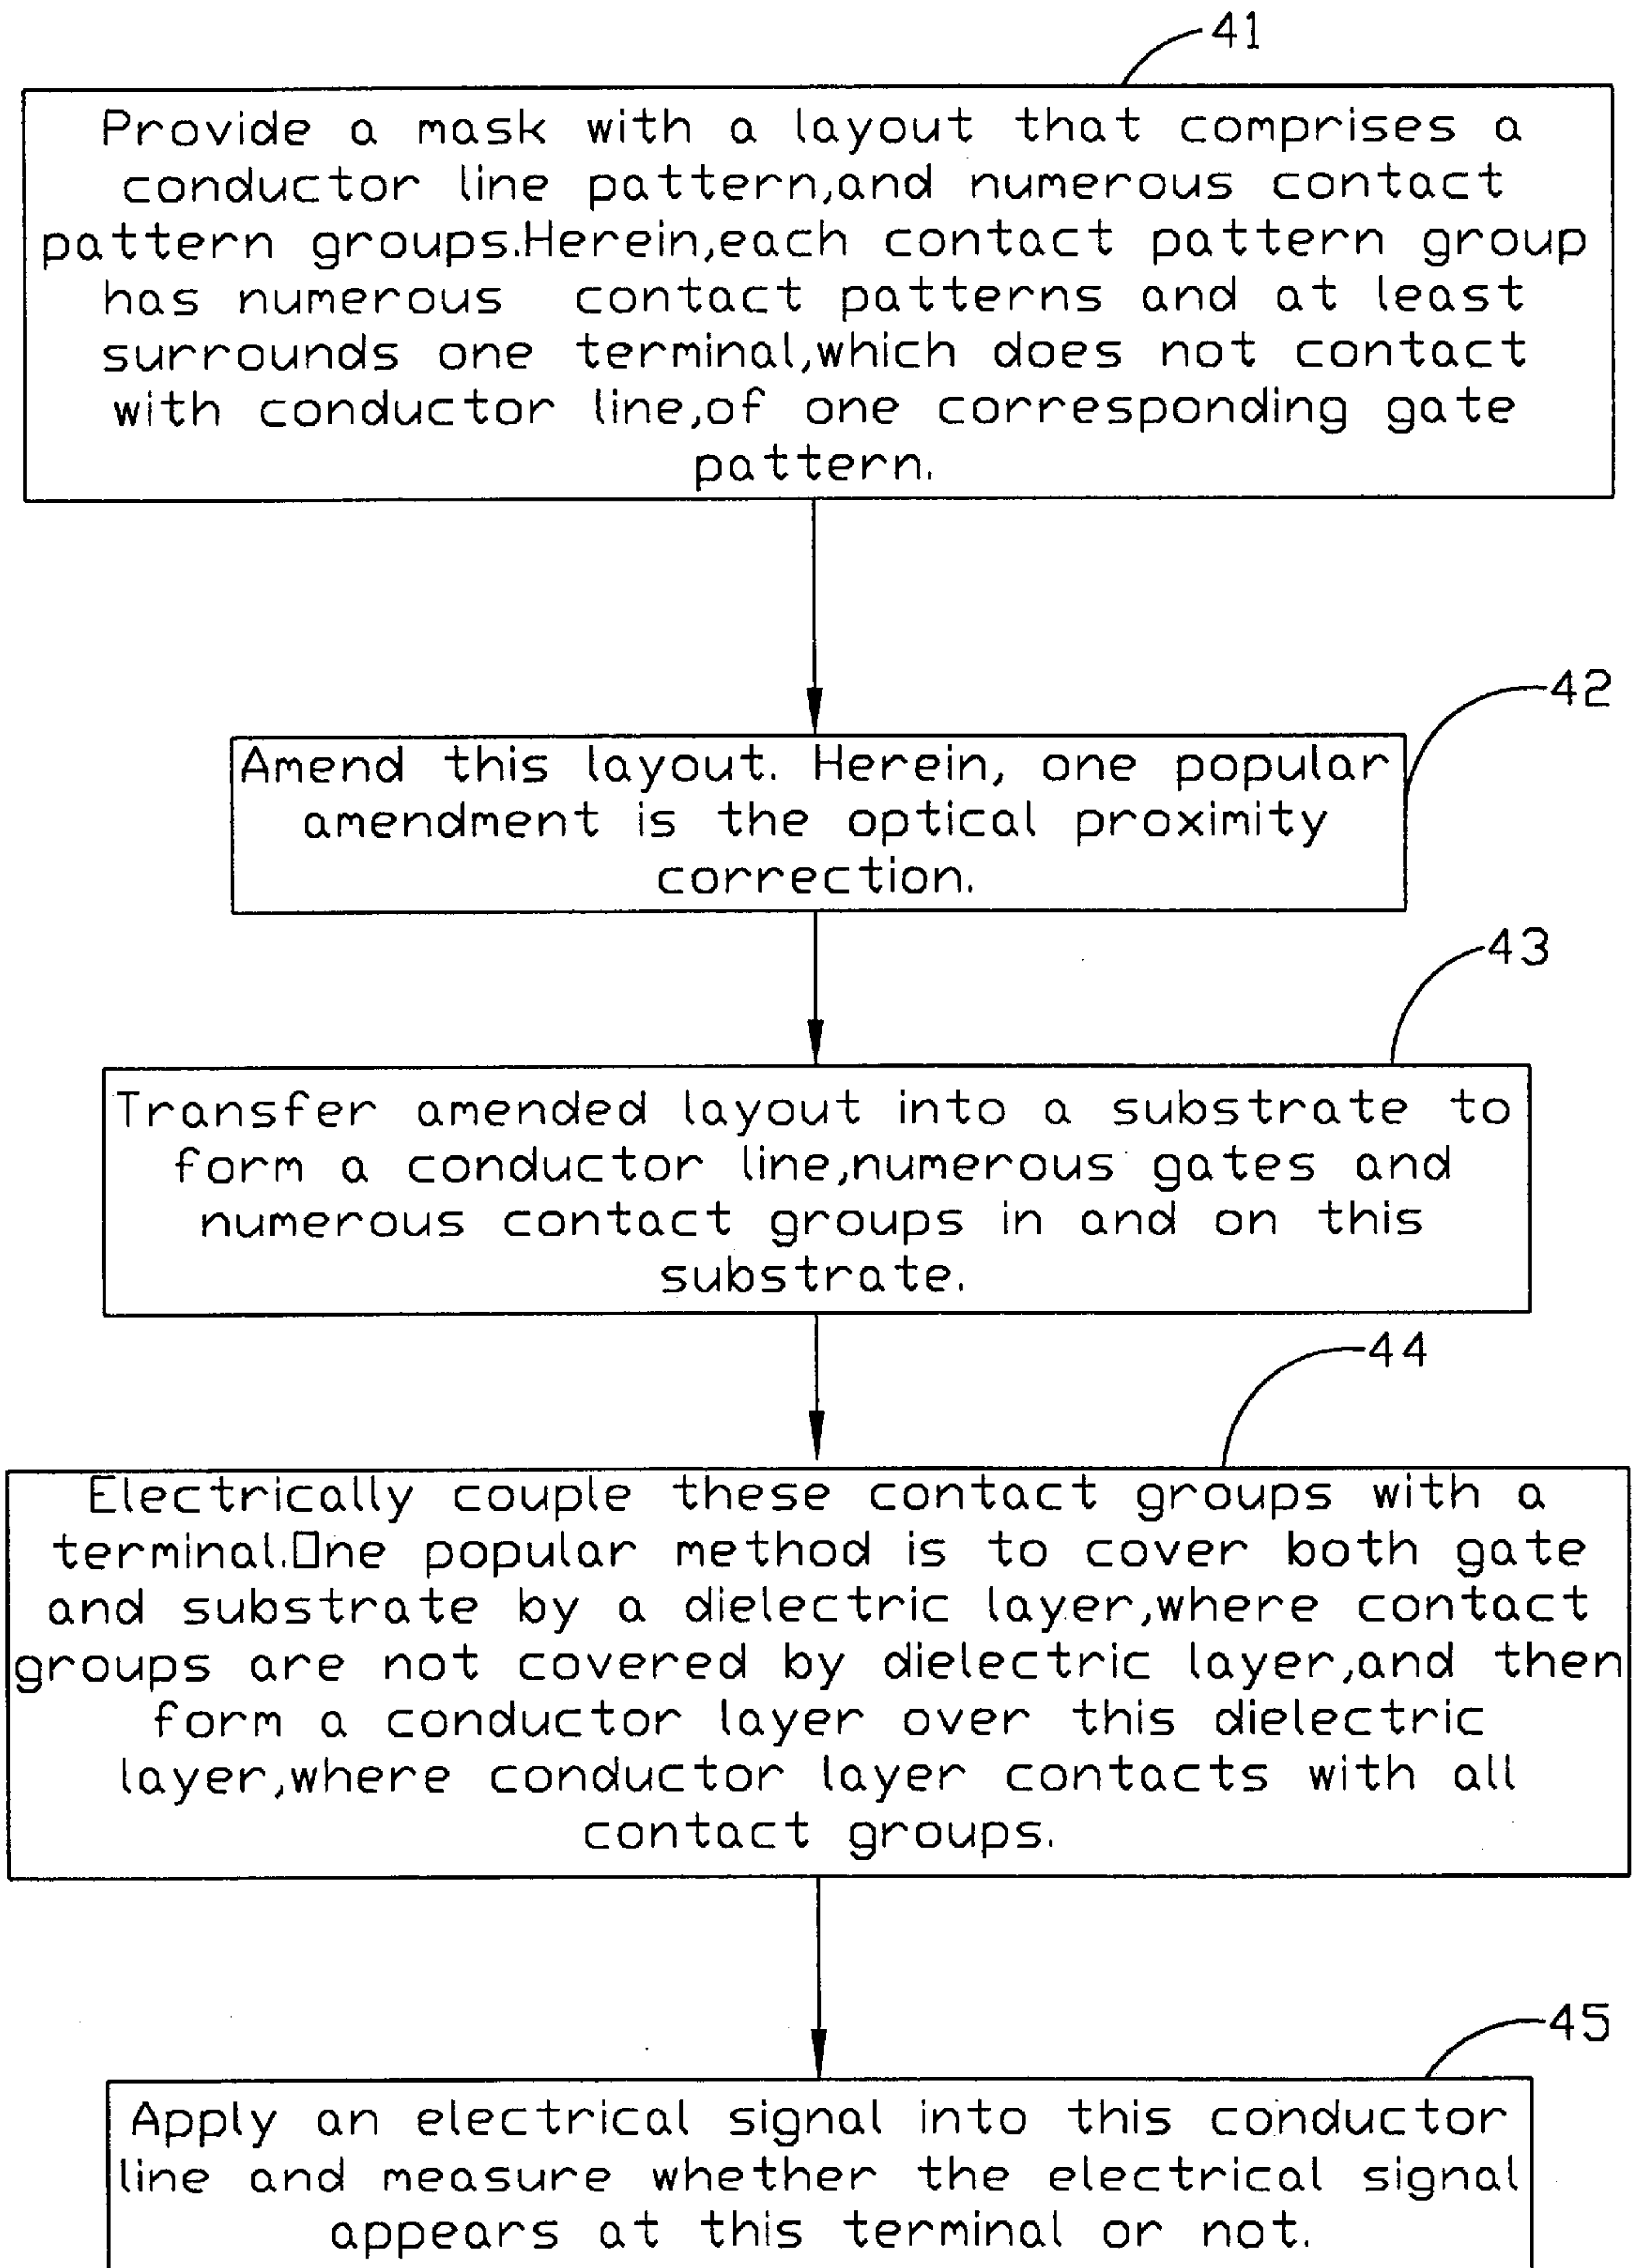 41
Provide a mask with a layout that comprises a
conductor line pattern,and numerous contact
pattern groups.Herein,each contact pattern group
has numerous contact patterns and at least
surrounds one terminal,which does not contact
with conductor line,of one corresponding gate
pattern.
42
Amend this layout. Herein, one popular
amendment is the optical proximity
correction.
43
Transfer amended layout into a substrate to
form a conductor line,numerous gates and
numerous contact groups in and on this
substrate.
44
Electrically couple these contact groups with a
terminal.One popular method is to cover both gate
and substrate by a dielectric layer,where contact
groups are not covered by dielectric layer,and then
form a conductor layer over this dielectric
layer,where conductor layer contacts with all
contact groups.
45
Apply an electrical signal into this conductor
line and measure whether the electrical signal
appears at this terminal or not.